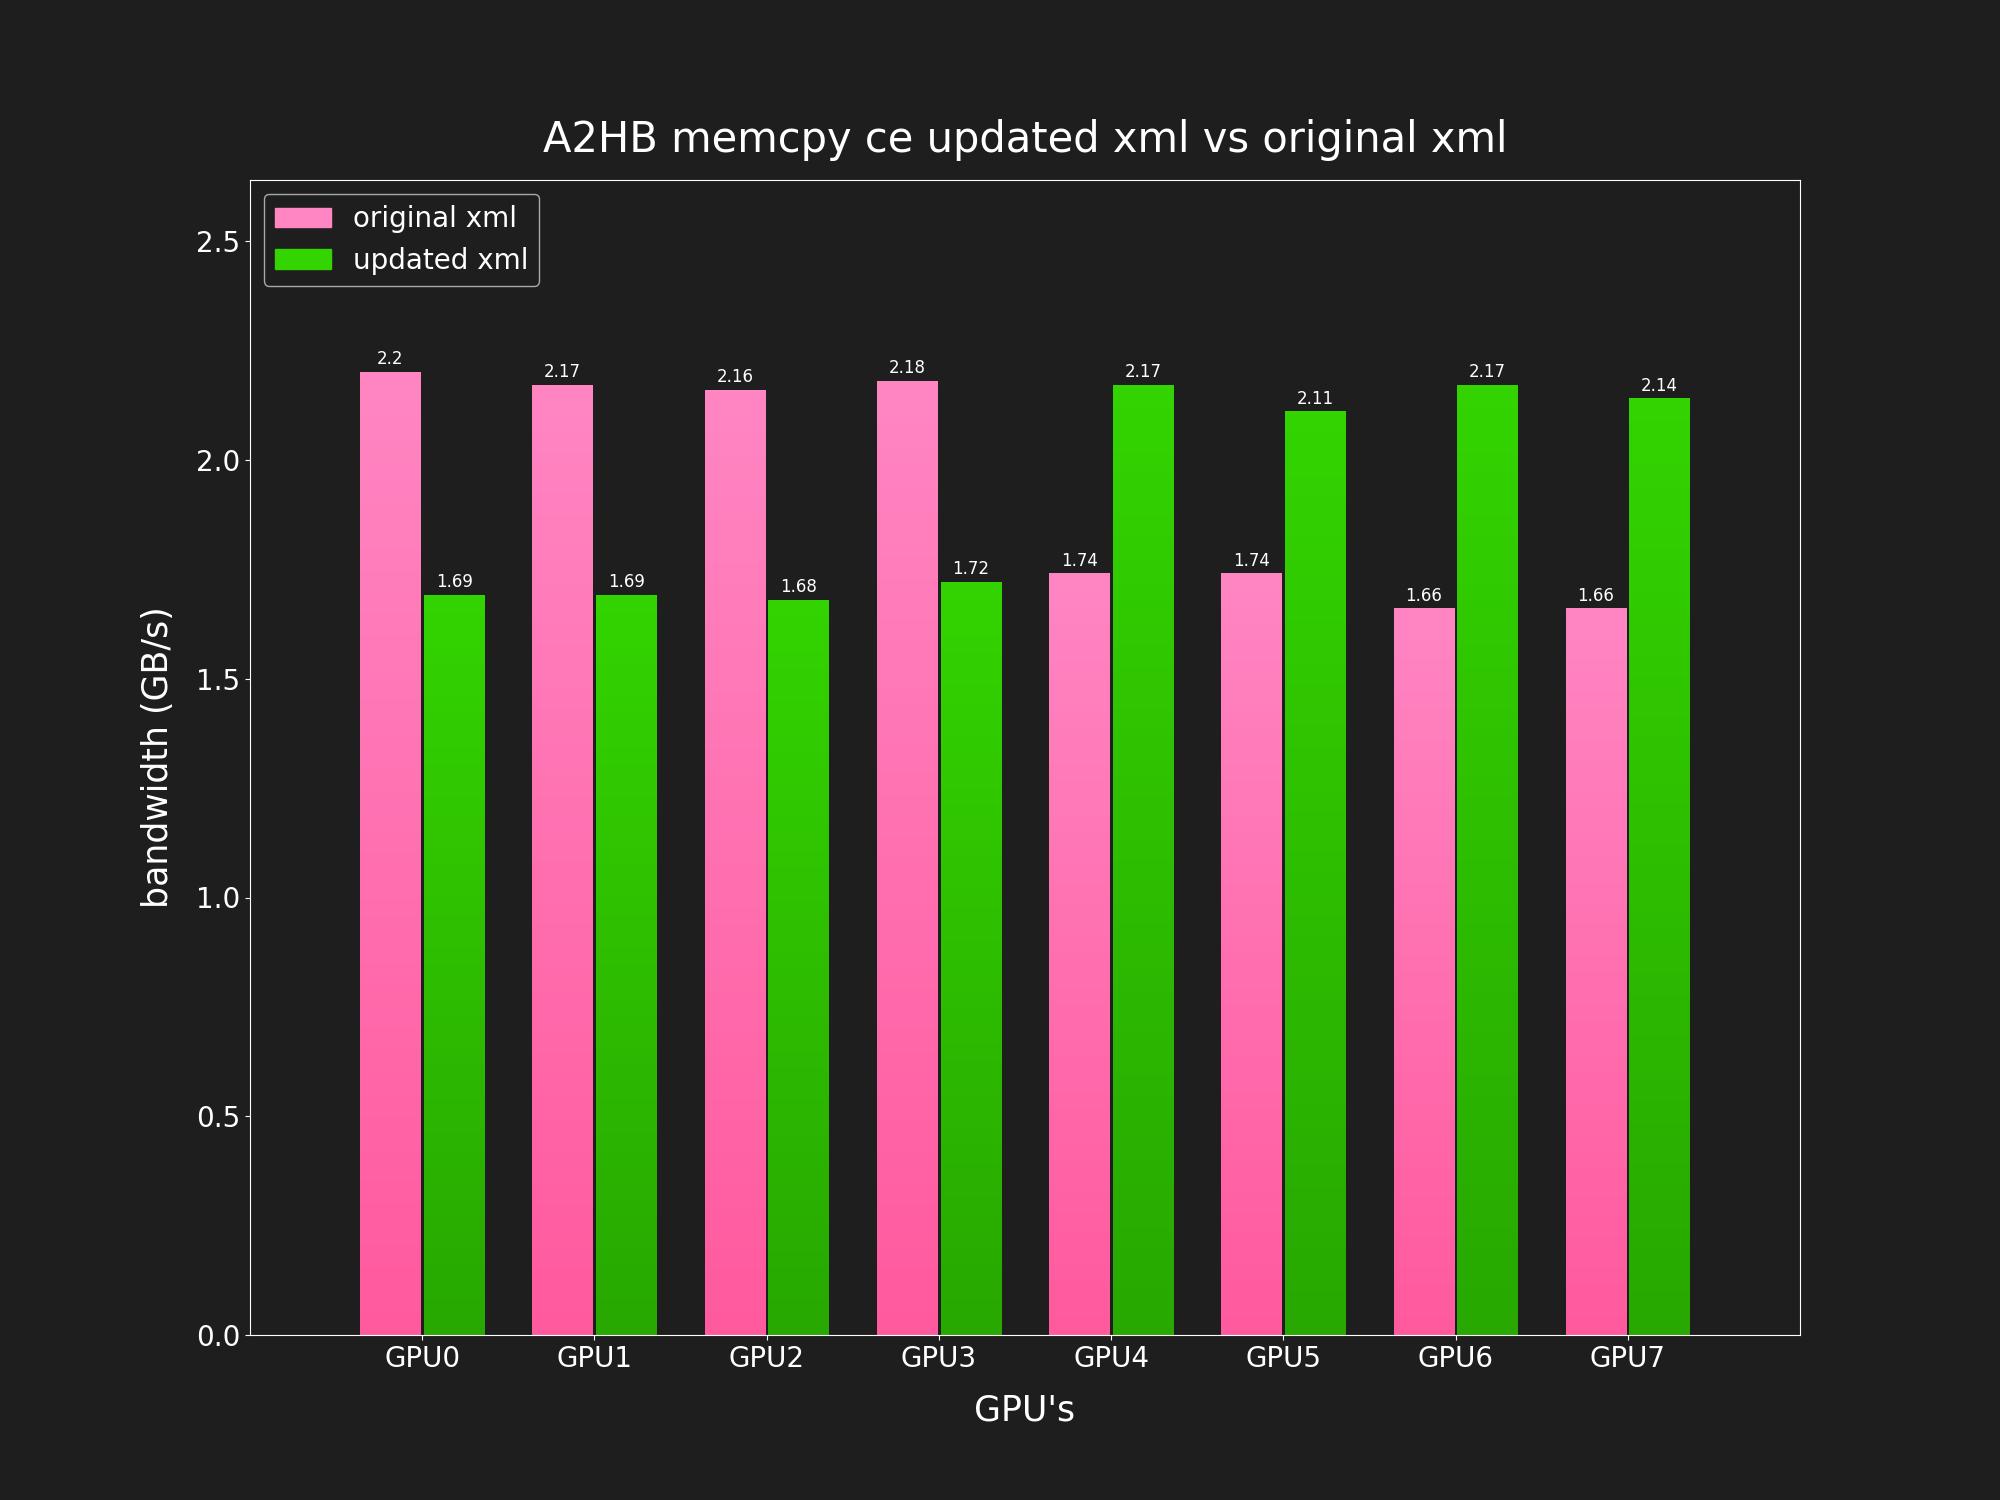 A2HB memcpy ce updated xml vs original xml
original xml
updated xml
2.5
2.0
1.5
1.0
0.5
0.0
bandwidth (GB/s)
2.2
1.69
2.17
1.69
2.16
1.68
2.18
1.72
1.74
2.17
1.74
2.11
1.66
2.17
1.66
2.14
GPU0
GPU1
GPU2
GPU3
GPU4
GPU5
GPU6
GPU7
GPU's